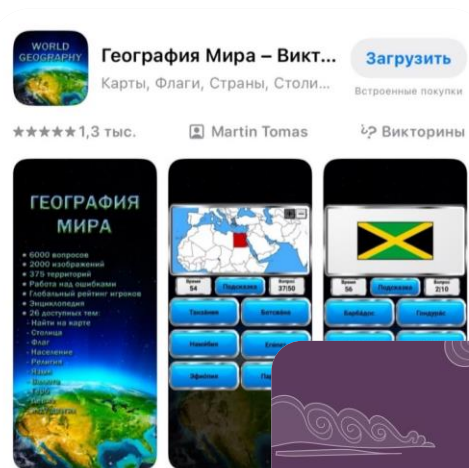 WORLD
GEOGRAPHY
География Мира – Викт...
Карты, Флаги, Страны, Столи...
Загрузить
Встроенные покупки
★★★★★ 1,3 тыс.
Martin Tomas
Викторины
ГЕОГРАФИЯ
МИРА
● 6000 вопросов
● 2000 изображений
● 375 территорий
● Работа над ошибками
● Глобальный рейтинг игроков
● Энциклопедия
● 26 доступных тем:
- Найти на карте
- Столица
- Флаг
- Население
- Религия
- Язык
- Валюта
- Герб
Время
54
Подсказка
Вопрос
37/50
Танзания
Ботсвана
Намибия
Египет
Эфиопия
Время
56
Подсказка
Вопрос
2/10
Барбадос
Гондурас